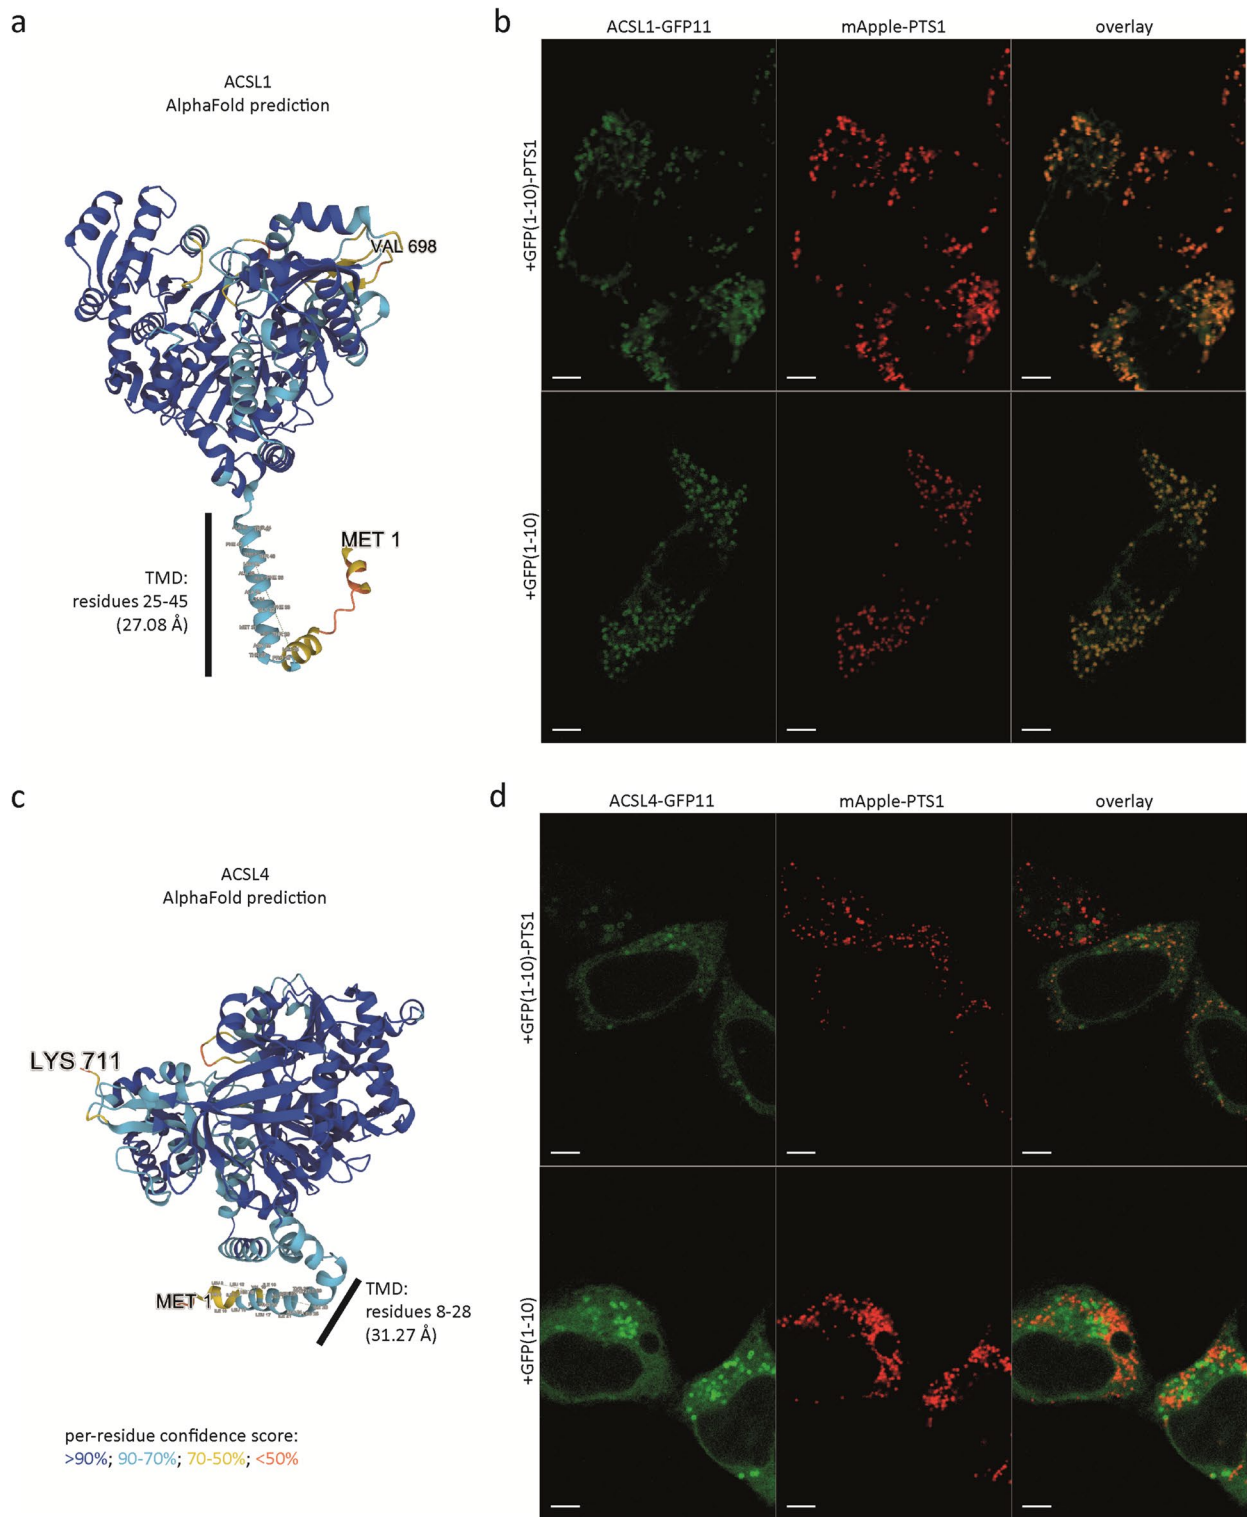 a
ACSL1
AlphaFold prediction
VAL 698
MET 1
TMD:
residues 25-45
(27.08 Å)
b
ACSL1-GFP11
mApple-PTS1
overlay
+GFP(1-10)-PTS1
+GFP(1-10)
c
ACSL4
AlphaFold prediction
LYS 711
MET 1
TMD:
residues 8-28
(31.27 Å)
per-residue confidence score:
>90%; 90-70%; 70-50%; <50%
d
ACSL4-GFP11
mApple-PTS1
overlay
+GFP(1-10)-PTS1
+GFP(1-10)